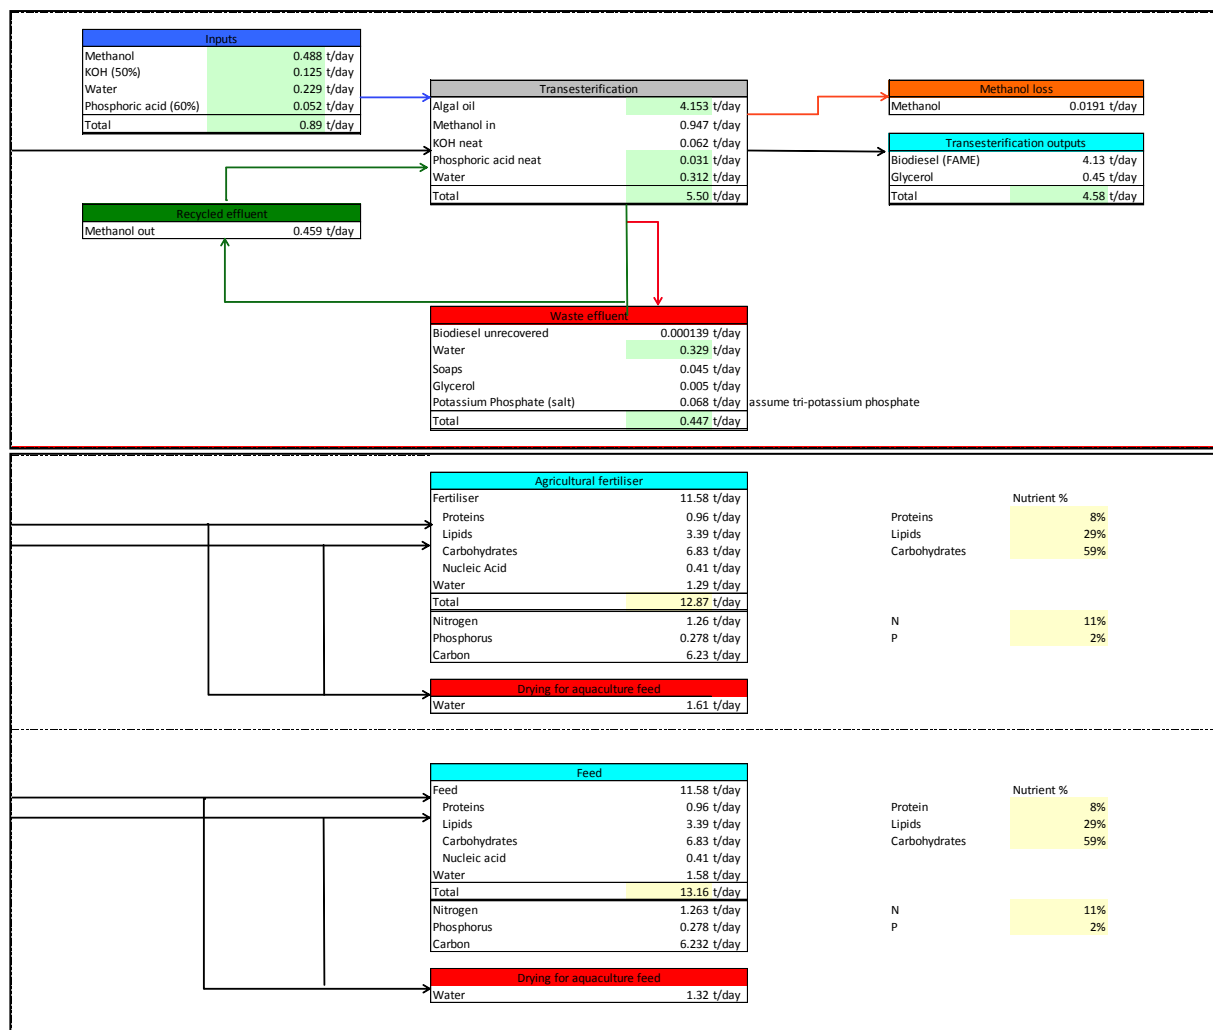 Inputs
Methanol 0.488 t/day
KOH (50%) 0.125 t/day
Water 0.229 t/day
Phosphoric acid (60%) 0.052 t/day
Total 0.89 t/day
Transesterification
Algal oil 4.153 t/day
Methanol in 0.947 t/day
KOH neat 0.062 t/day
Phosphoric acid neat 0.031 t/day
Water 0.312 t/day
Total 5.50 t/day
Methanol loss
Methanol 0.0191 t/day
Transesterification outputs
Biodiesel (FAME) 4.13 t/day
Glycerol 0.45 t/day
Total 4.58 t/day
Recycled effluent
Methanol out 0.459 t/day
Waste effluent
Biodiesel unrecovered 0.000139 t/day
Water 0.329 t/day
Soaps 0.045 t/day
Glycerol 0.005 t/day
Potassium Phosphate (salt) 0.068 t/day assume tri-potassium phosphate
Total 0.447 t/day
Agricultural fertiliser
Fertiliser 11.58 t/day
Proteins 0.96 t/day
Lipids 3.39 t/day
Carbohydrates 6.83 t/day
Nucleic Acid 0.41 t/day
Water 1.29 t/day
Total 12.87 t/day
Nitrogen 1.26 t/day
Phosphorus 0.278 t/day
Carbon 6.23 t/day
Nutrient %
Proteins 8%
Lipids 29%
Carbohydrates 59%
N 11%
P 2%
Drying for aquaculture feed
Water 1.61 t/day
Feed
Feed 11.58 t/day
Proteins 0.96 t/day
Lipids 3.39 t/day
Carbohydrates 6.83 t/day
Nucleic acid 0.41 t/day
Water 1.58 t/day
Total 13.16 t/day
Nitrogen 1.263 t/day
Phosphorus 0.278 t/day
Carbon 6.232 t/day
Nutrient %
Protein 8%
Lipids 29%
Carbohydrates 59%
N 11%
P 2%
Drying for aquaculture feed
Water 1.32 t/day